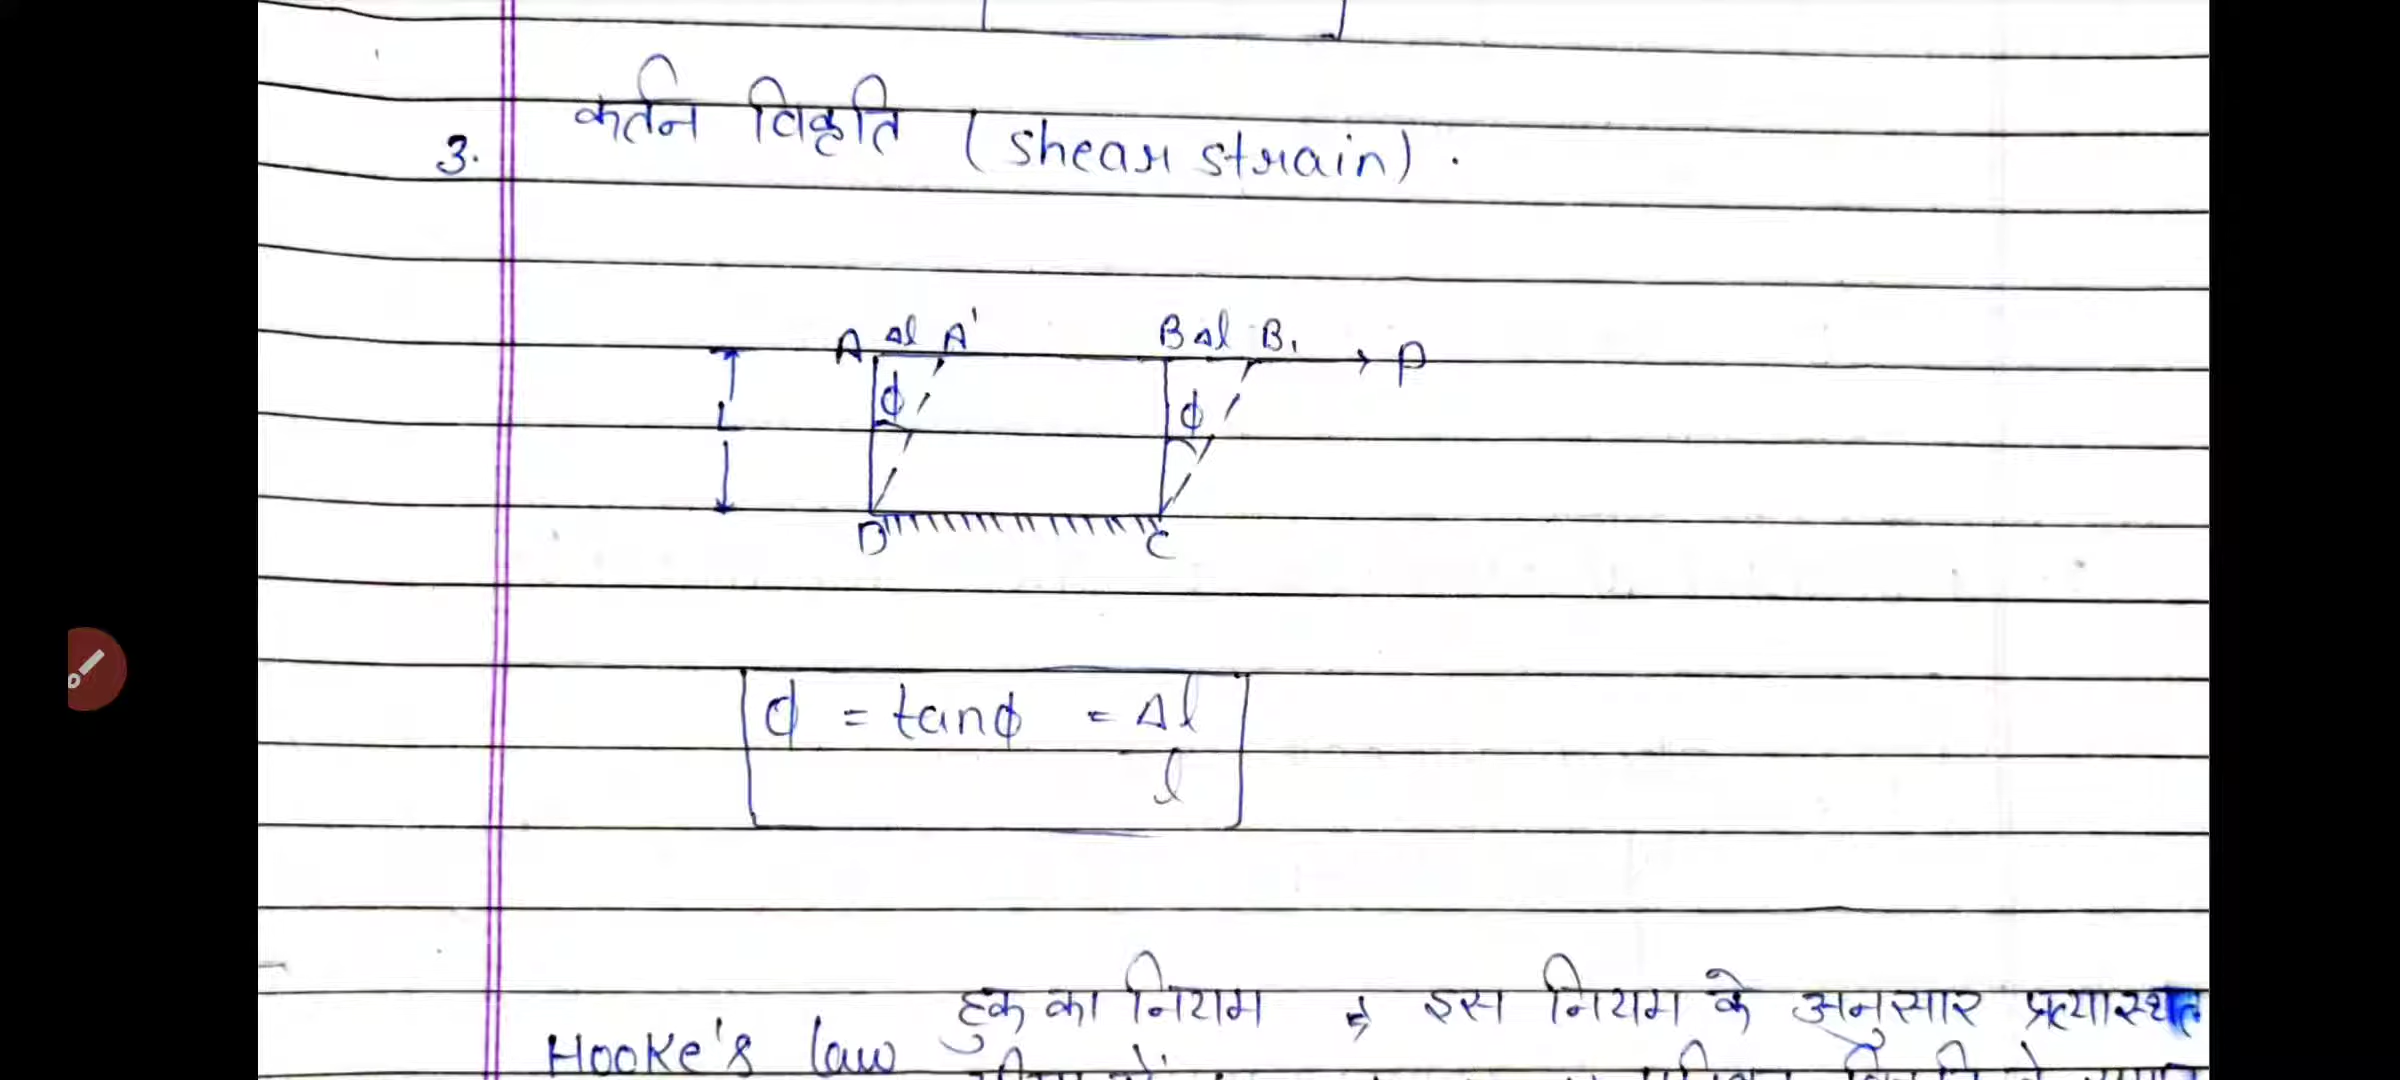 3. कर्तन विकृति (shear strain).
A Δl A' B Δl B₁ P
ϕ ϕ
L
D C
ϕ = tanϕ = Δl
l
Hooke's law हुक का नियम → इस नियम के अनुसार प्रत्यास्थत